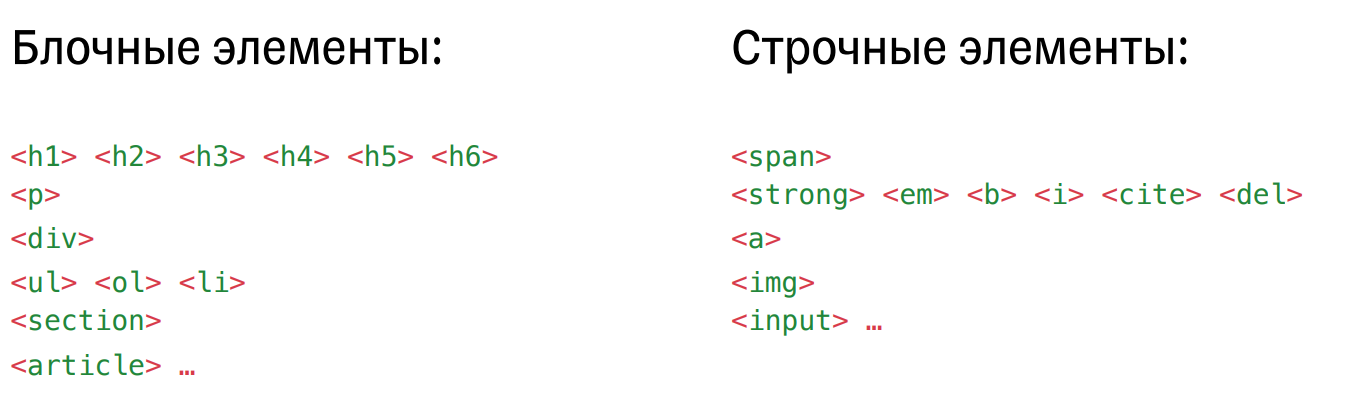 Блочные элементы:
<h1> <h2> <h3> <h4> <h5> <h6>
<p>
<div>
<ul> <ol> <li>
<section>
<article> …
Строчные элементы:
<span>
<strong> <em> <b> <i> <cite> <del>
<a>
<img>
<input> …